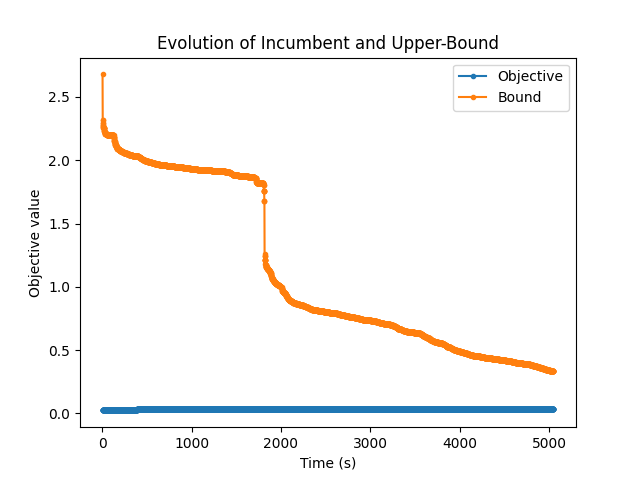 Evolution of Incumbent and Upper-Bound
Objective
Bound
Objective value
2.5
2.0
1.5
1.0
0.5
0.0
0 1000 2000 3000 4000 5000
Time (s)